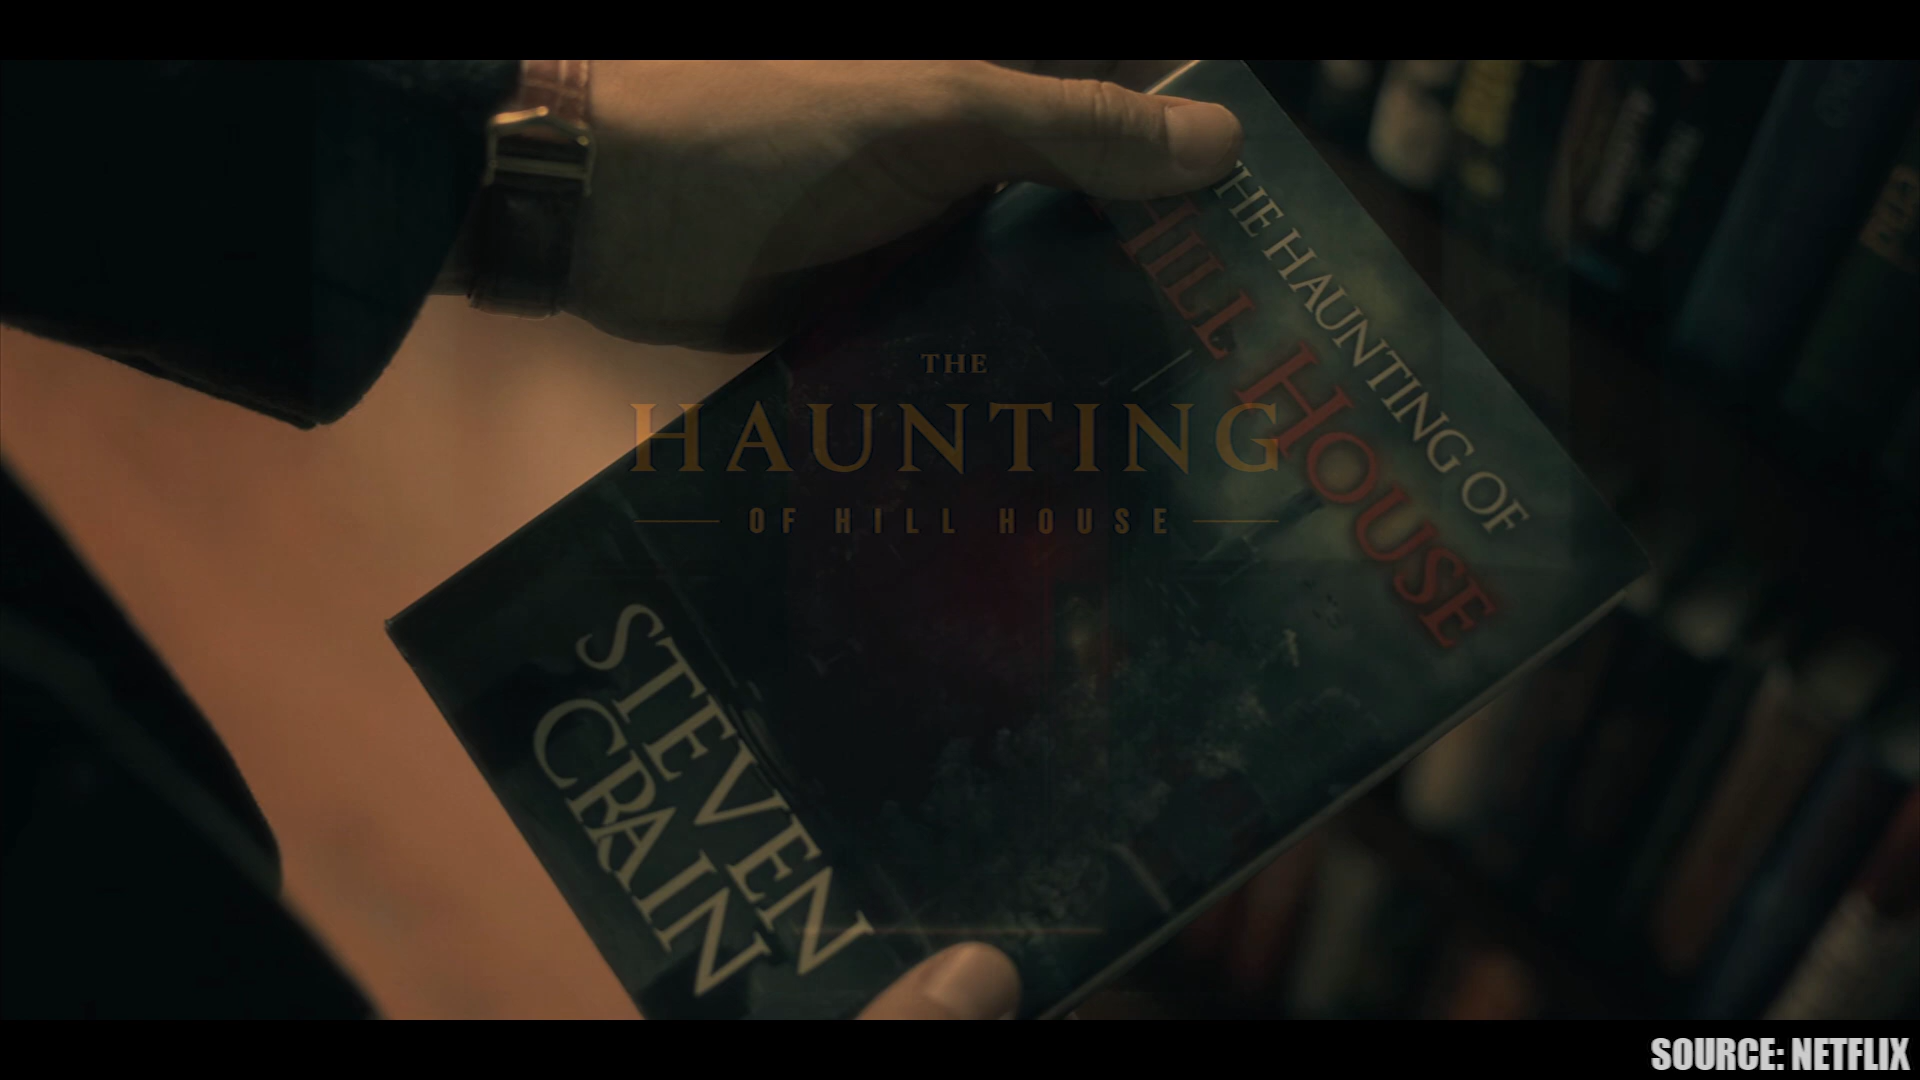 THE HAUNTING OF
HILL HOUSE
THE
HAUNTING
OF HILL HOUSE
STEVEN
CRAIN
SOURCE: NETFLIX